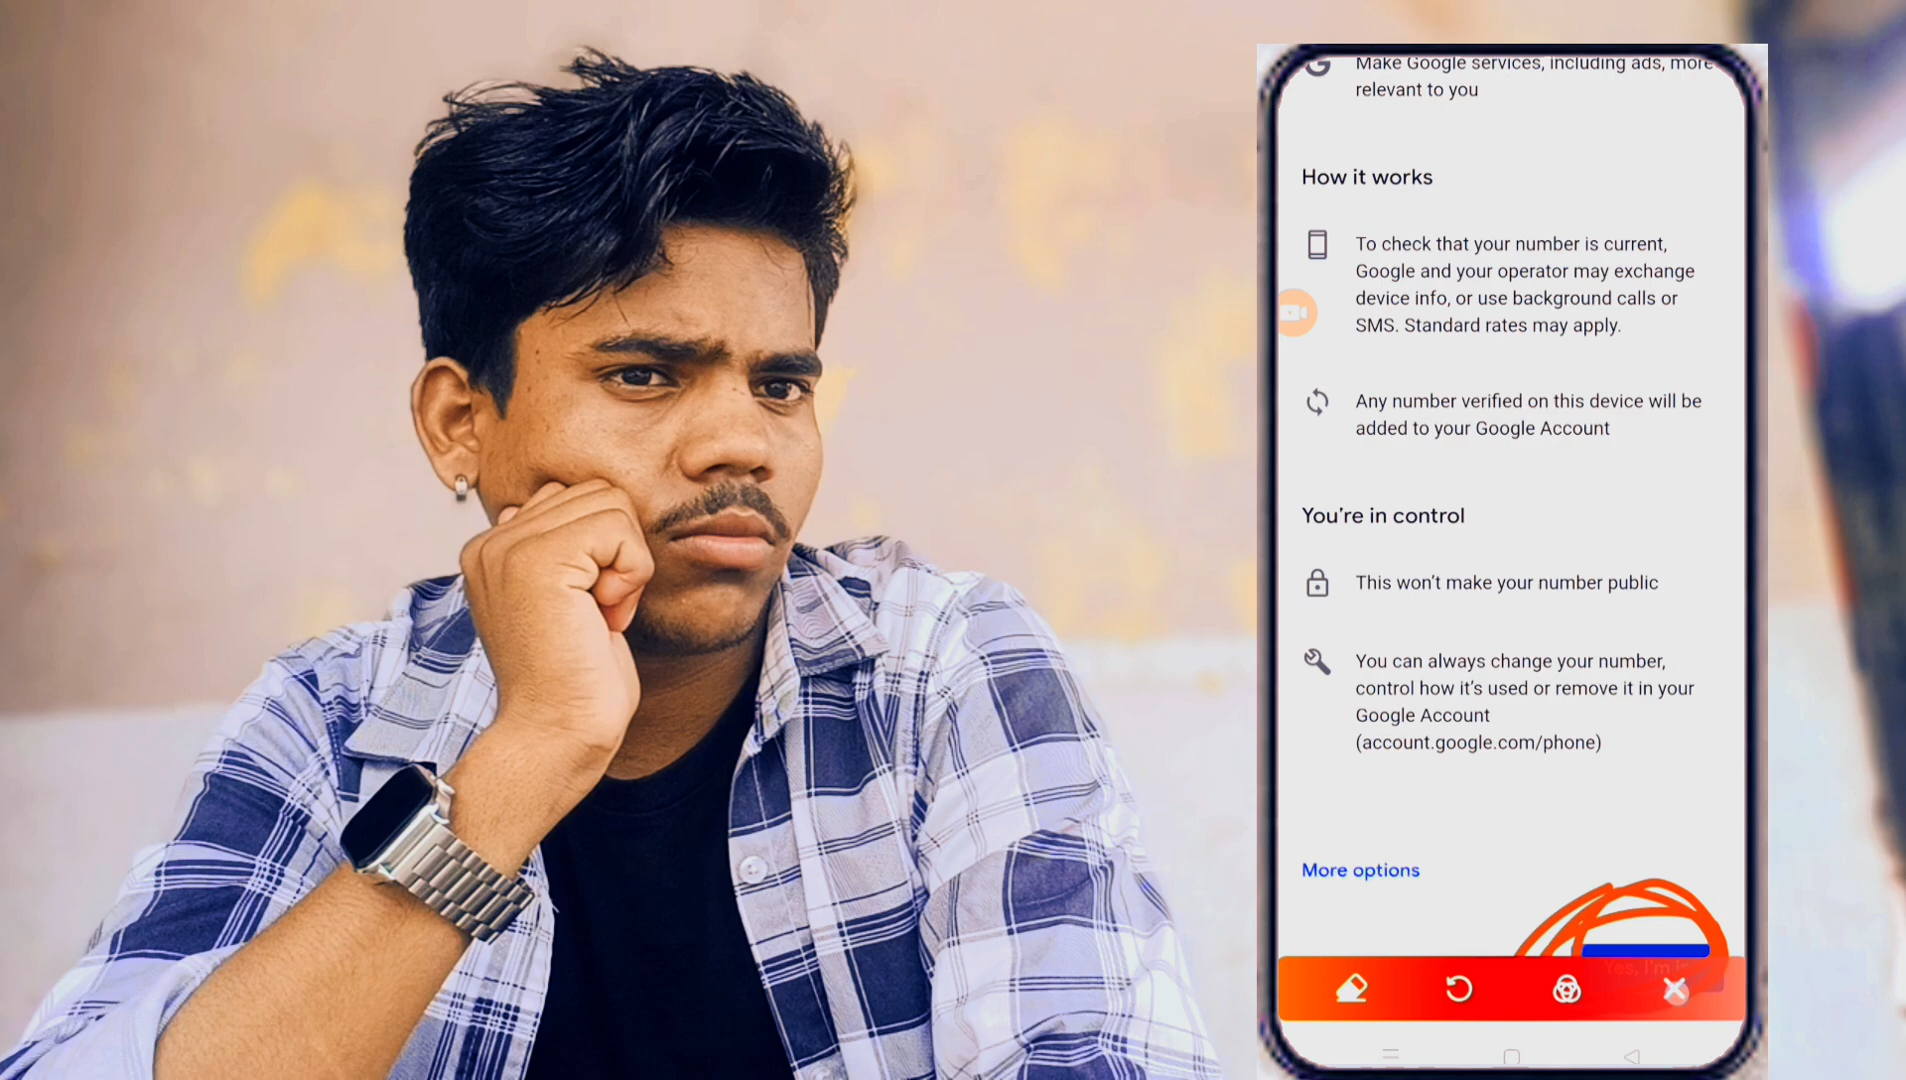 Make Google services, including ads, more
relevant to you
How it works
To check that your number is current,
Google and your operator may exchange
device info, or use background calls or
SMS. Standard rates may apply.
Any number verified on this device will be
added to your Google Account
You're in control
This won't make your number public
You can always change your number,
control how it's used or remove it in your
Google Account
(account.google.com/phone)
More options
Yes, I'm in